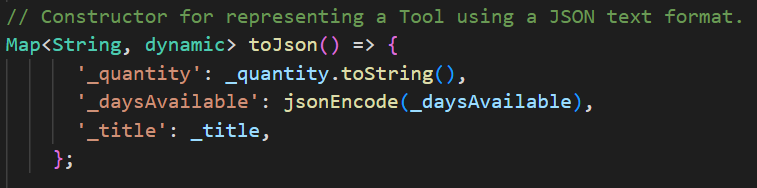 // Constructor for representing a Tool using a JSON text format.
Map<String, dynamic> toJson() => {
'_quantity': _quantity.toString(),
'_daysAvailable': jsonEncode(_daysAvailable),
'_title': _title,
};